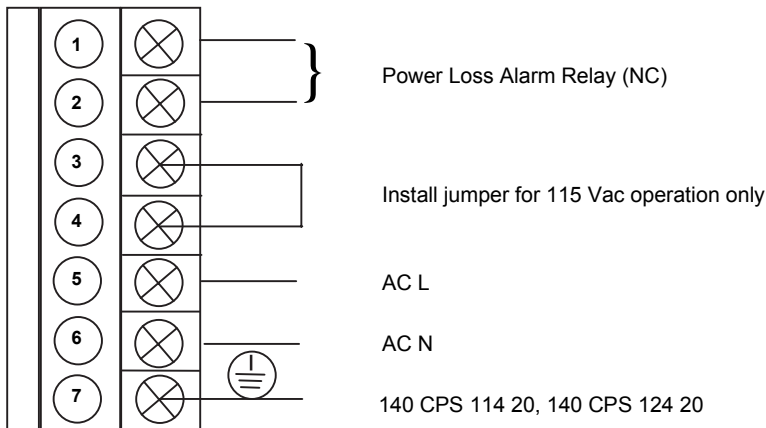 1
2
Power Loss Alarm Relay (NC)
3
4
Install jumper for 115 Vac operation only
5
AC L
6
AC N
7
140 CPS 114 20, 140 CPS 124 20